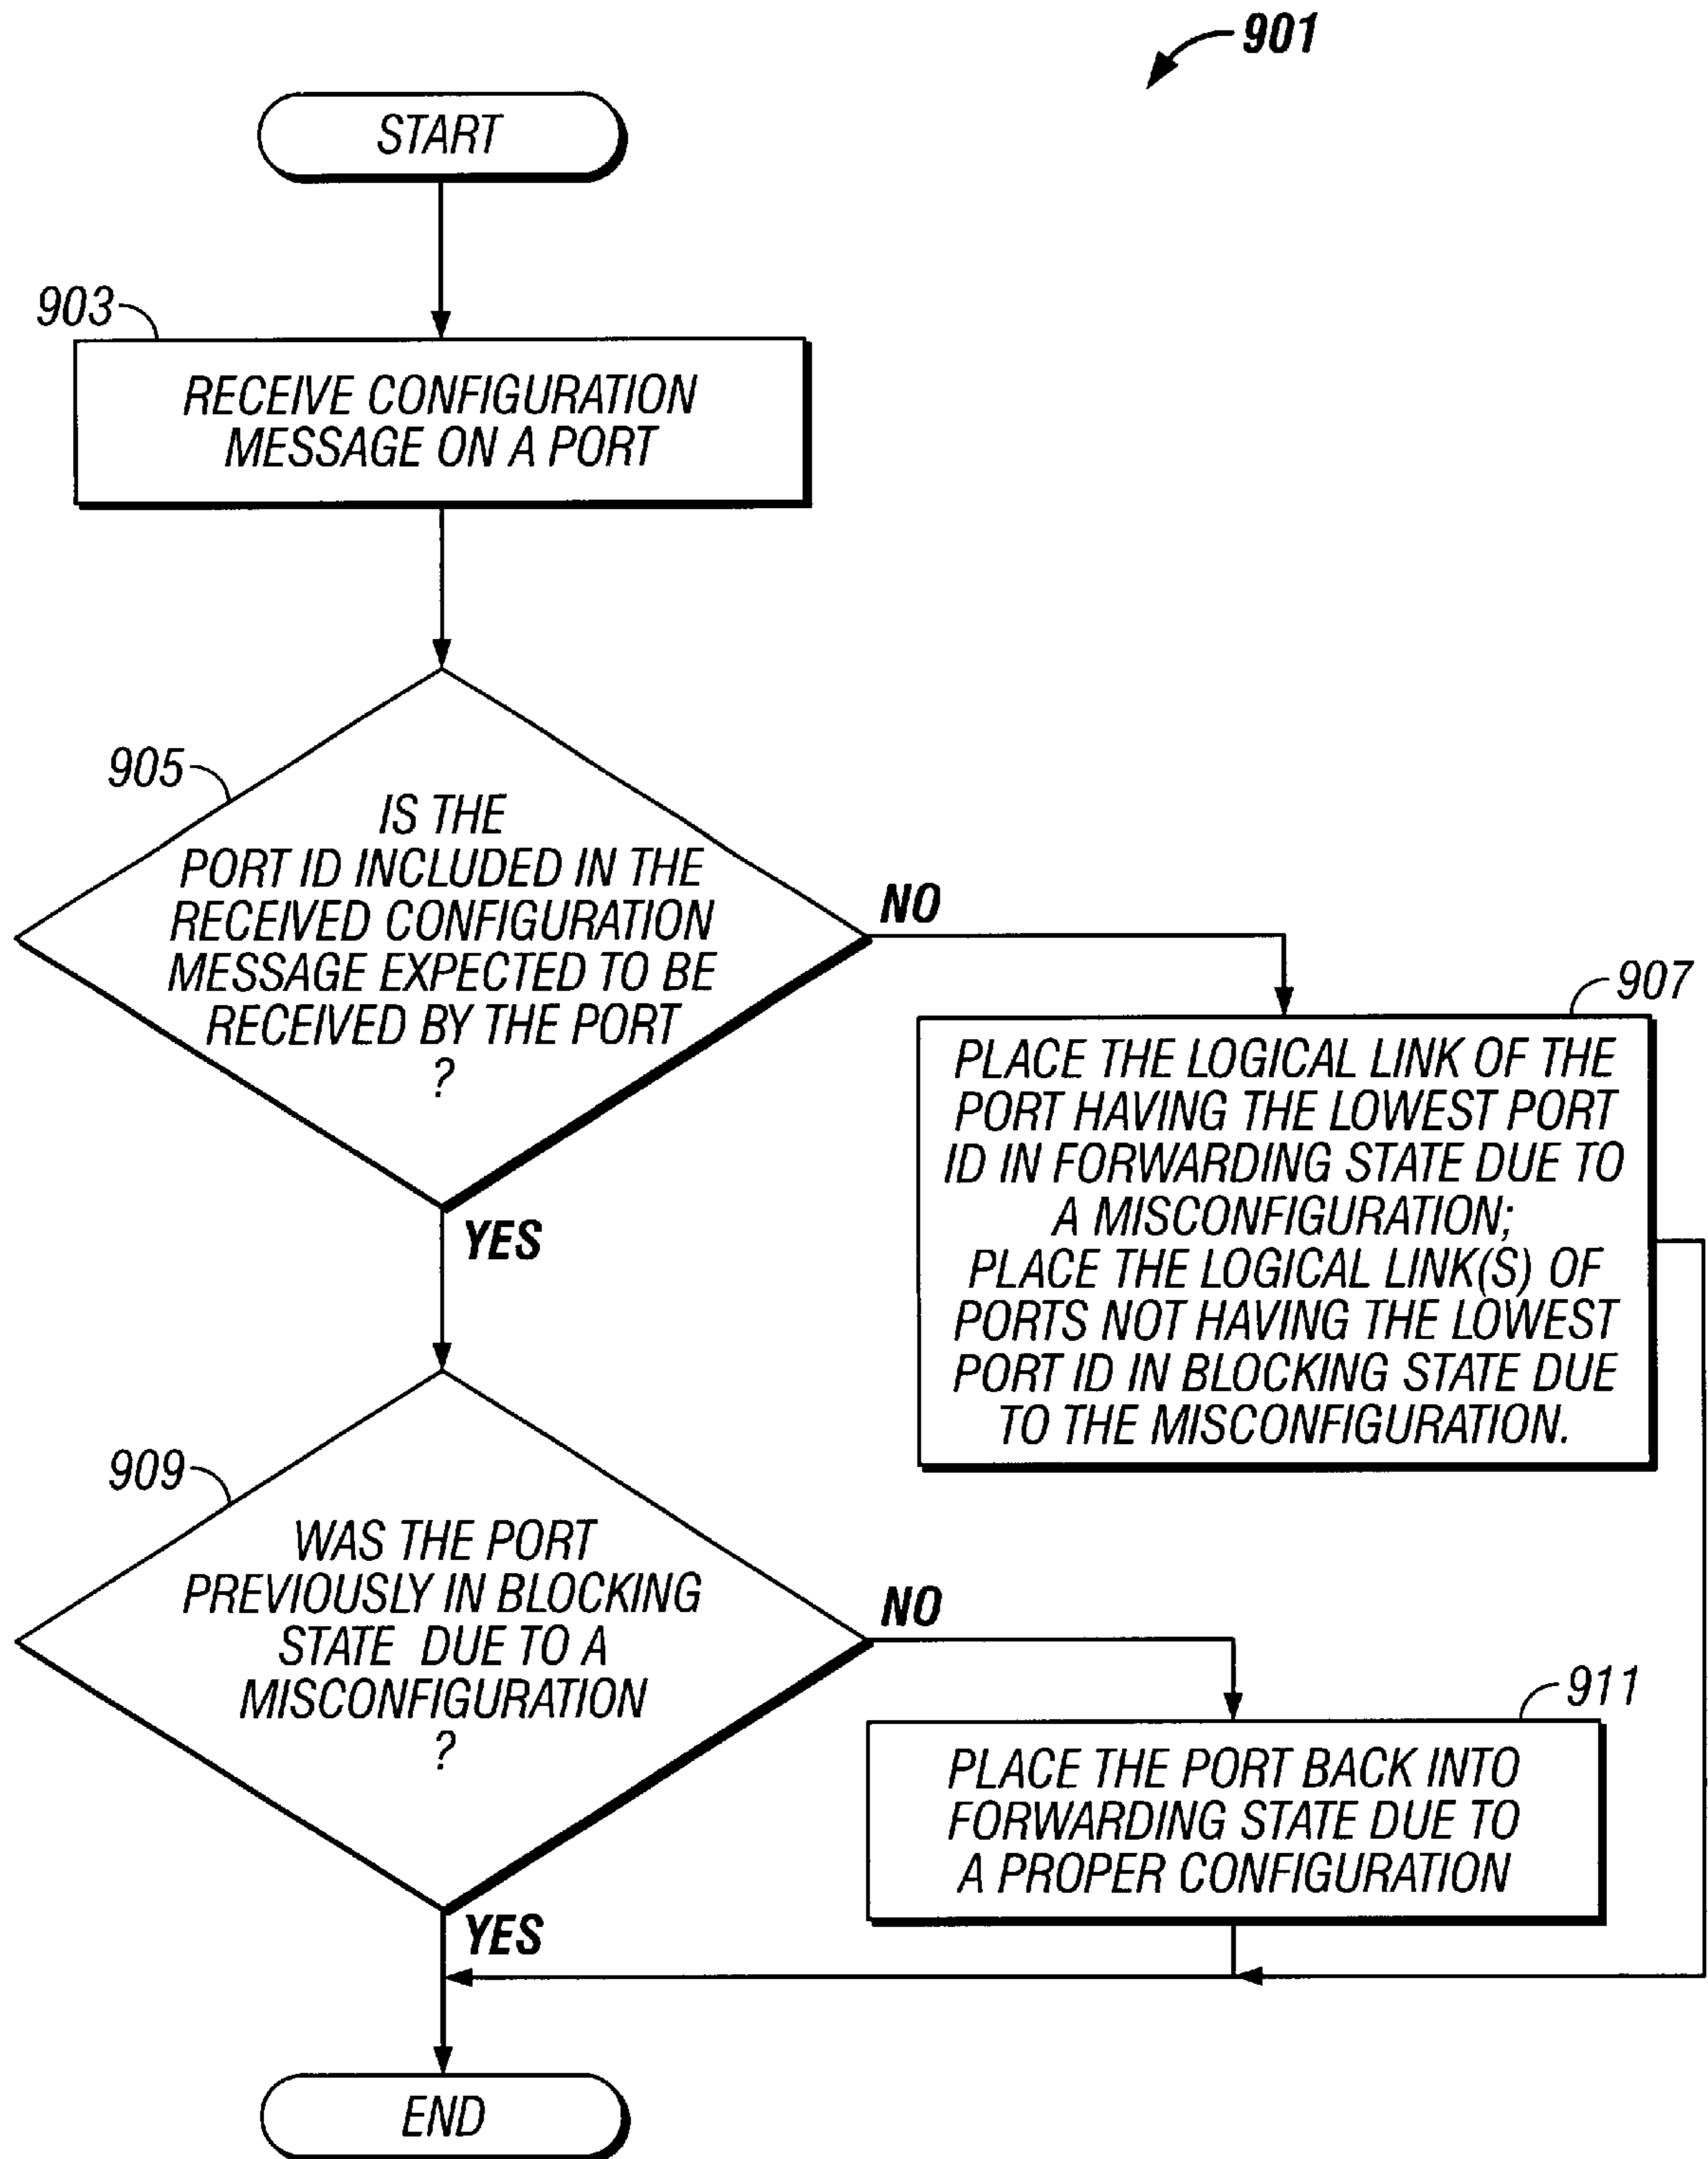 901
START
903
RECEIVE CONFIGURATION
MESSAGE ON A PORT
905
IS THE
PORT ID INCLUDED IN THE
RECEIVED CONFIGURATION
MESSAGE EXPECTED TO BE
RECEIVED BY THE PORT
?
NO
YES
907
PLACE THE LOGICAL LINK OF THE
PORT HAVING THE LOWEST PORT
ID IN FORWARDING STATE DUE TO
A MISCONFIGURATION;
PLACE THE LOGICAL LINK(S) OF
PORTS NOT HAVING THE LOWEST
PORT ID IN BLOCKING STATE DUE
TO THE MISCONFIGURATION.
909
WAS THE PORT
PREVIOUSLY IN BLOCKING
STATE DUE TO A
MISCONFIGURATION
?
NO
YES
911
PLACE THE PORT BACK INTO
FORWARDING STATE DUE TO
A PROPER CONFIGURATION
END